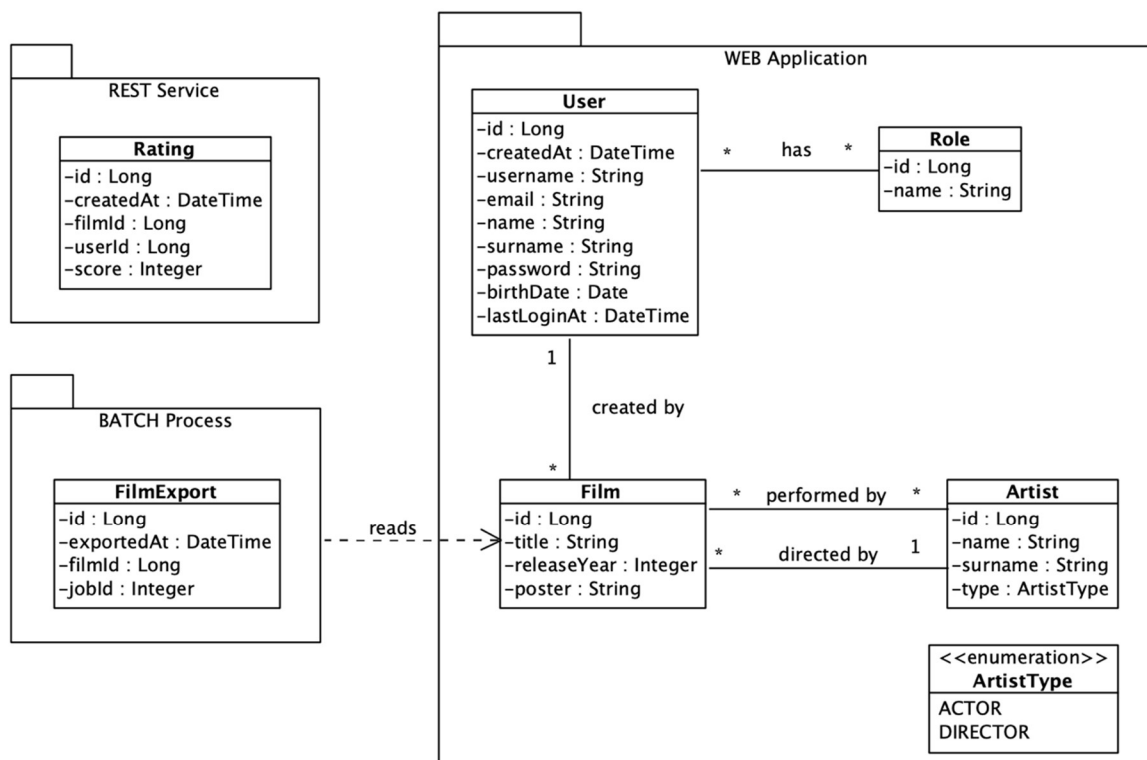 REST Service
Rating
-id : Long
-createdAt : DateTime
-filmId : Long
-userId : Long
-score : Integer
BATCH Process
FilmExport
-id : Long
-exportedAt : DateTime
-filmId : Long
-jobId : Integer
reads
WEB Application
User
-id : Long
-createdAt : DateTime
-username : String
-email : String
-name : String
-surname : String
-password : String
-birthDate : Date
-lastLoginAt : DateTime
* has *
Role
-id : Long
-name : String
1
created by
*
Film
-id : Long
-title : String
-releaseYear : Integer
-poster : String
* performed by *
* directed by 1
Artist
-id : Long
-name : String
-surname : String
-type : ArtistType
<<enumeration>>
ArtistType
ACTOR
DIRECTOR